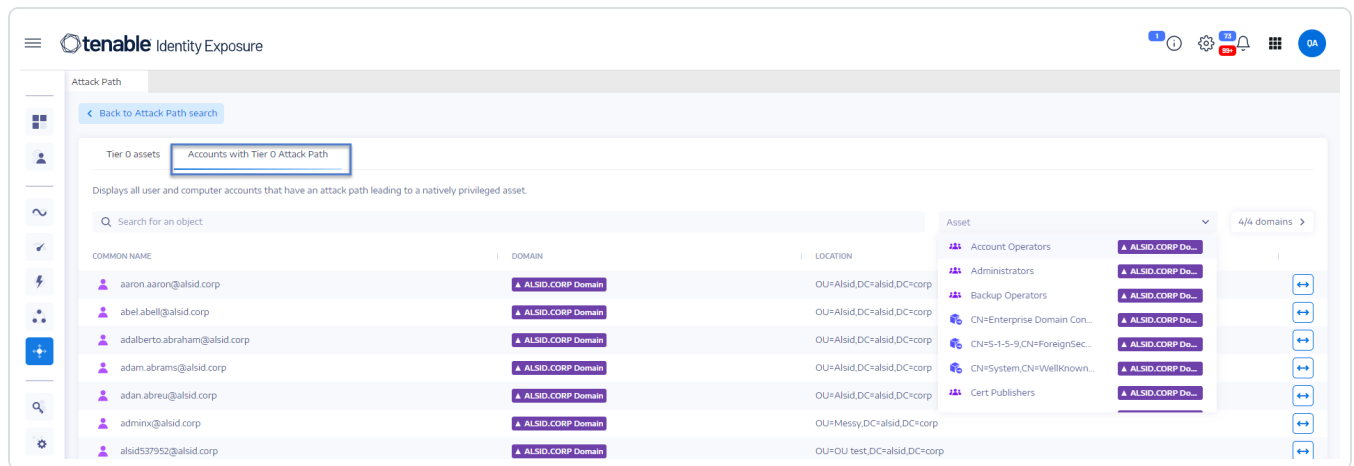 tenable Identity Exposure
1
73
99+
QA
Attack Path
Back to Attack Path search
Tier 0 assets
Accounts with Tier 0 Attack Path
Displays all user and computer accounts that have an attack path leading to a natively privileged asset.
Search for an object
Asset
4/4 domains
COMMON NAME
DOMAIN
LOCATION
Account Operators
ALSID.CORP Do...
Administrators
ALSID.CORP Do...
Backup Operators
ALSID.CORP Do...
CN=Enterprise Domain Con...
ALSID.CORP Do...
CN=S-1-5-9,CN=ForeignSec...
ALSID.CORP Do...
CN=System,CN=WellKnown...
ALSID.CORP Do...
Cert Publishers
ALSID.CORP Do...
aaron.aaron@alsid.corp
ALSID.CORP Domain
OU=Alsid,DC=alsid,DC=corp
abel.abell@alsid.corp
ALSID.CORP Domain
OU=Alsid,DC=alsid,DC=corp
adalberto.abraham@alsid.corp
ALSID.CORP Domain
OU=Alsid,DC=alsid,DC=corp
adam.abrams@alsid.corp
ALSID.CORP Domain
OU=Alsid,DC=alsid,DC=corp
adan.abreu@alsid.corp
ALSID.CORP Domain
OU=Alsid,DC=alsid,DC=corp
adminx@alsid.corp
ALSID.CORP Domain
OU=Messy,DC=alsid,DC=corp
alsid537952@alsid.corp
ALSID.CORP Domain
OU=OU test,DC=alsid,DC=corp